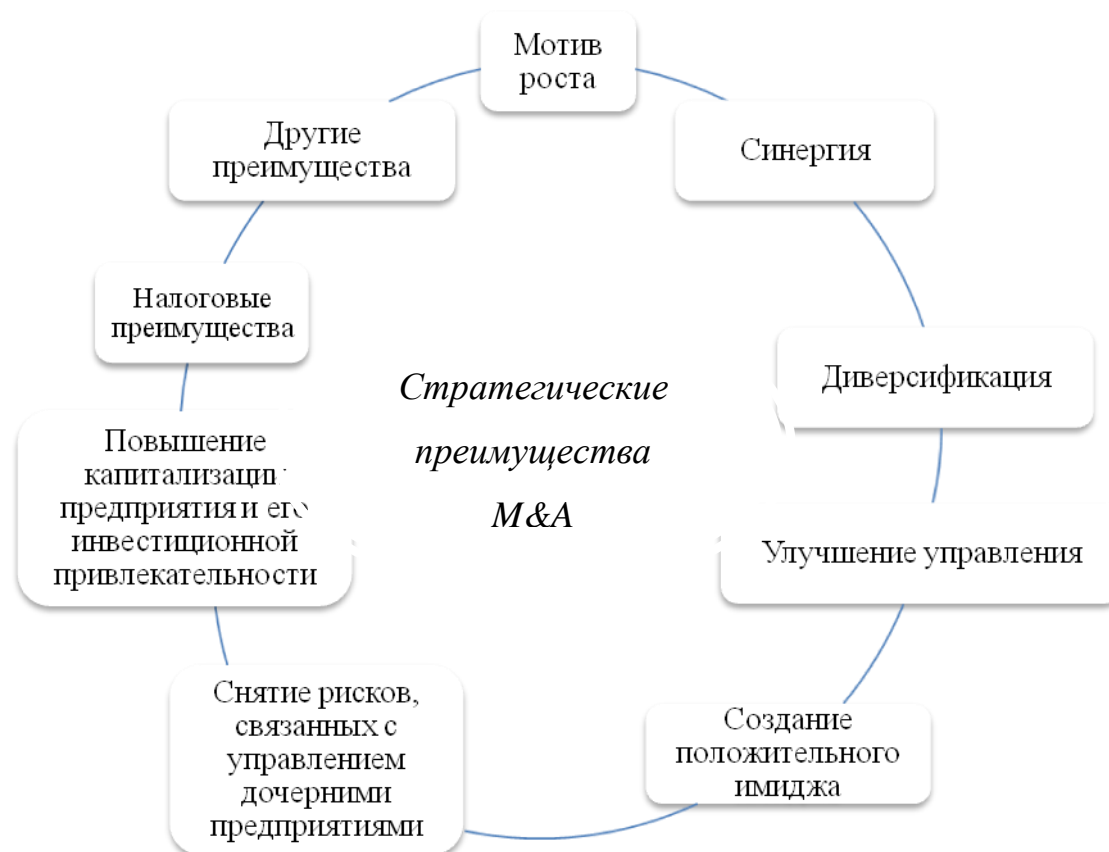 Мотив
роста
Синергия
Диверсификация
Улучшение управления
Создание
положительного
имиджа
Снятие рисков,
связанных с
управлением
дочерними
предприятиями
Повышение
капитализации
предприятия и его
инвестиционной
привлекательности
Налоговые
преимущества
Другие
преимущества
Стратегические
преимущества
M&A